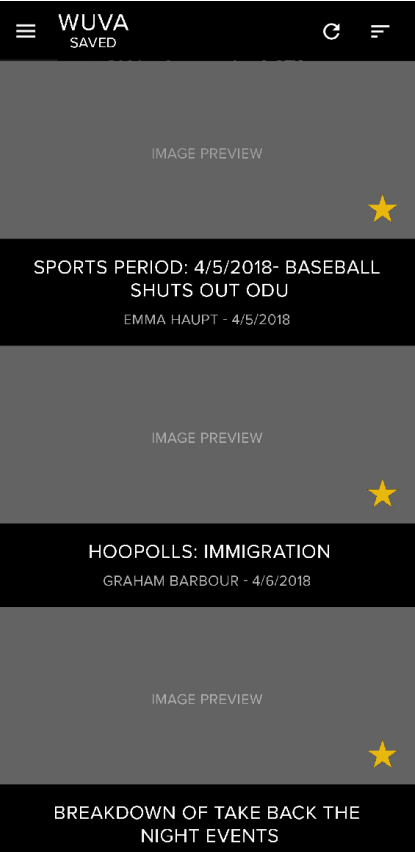 WUVA
SAVED
IMAGE PREVIEW
SPORTS PERIOD: 4/5/2018- BASEBALL
SHUTS OUT ODU
EMMA HAUPT - 4/5/2018
IMAGE PREVIEW
HOOPOLLS: IMMIGRATION
GRAHAM BARBOUR - 4/6/2018
IMAGE PREVIEW
BREAKDOWN OF TAKE BACK THE
NIGHT EVENTS